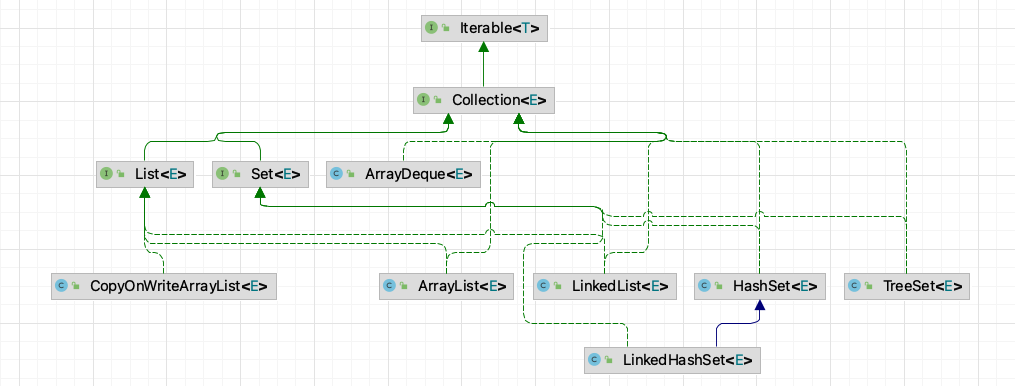 I Iterable<T>
I Collection<E>
I List<E>
I Set<E>
C ArrayDeque<E>
C CopyOnWriteArrayList<E>
C ArrayList<E>
C LinkedList<E>
C HashSet<E>
C TreeSet<E>
C LinkedHashSet<E>